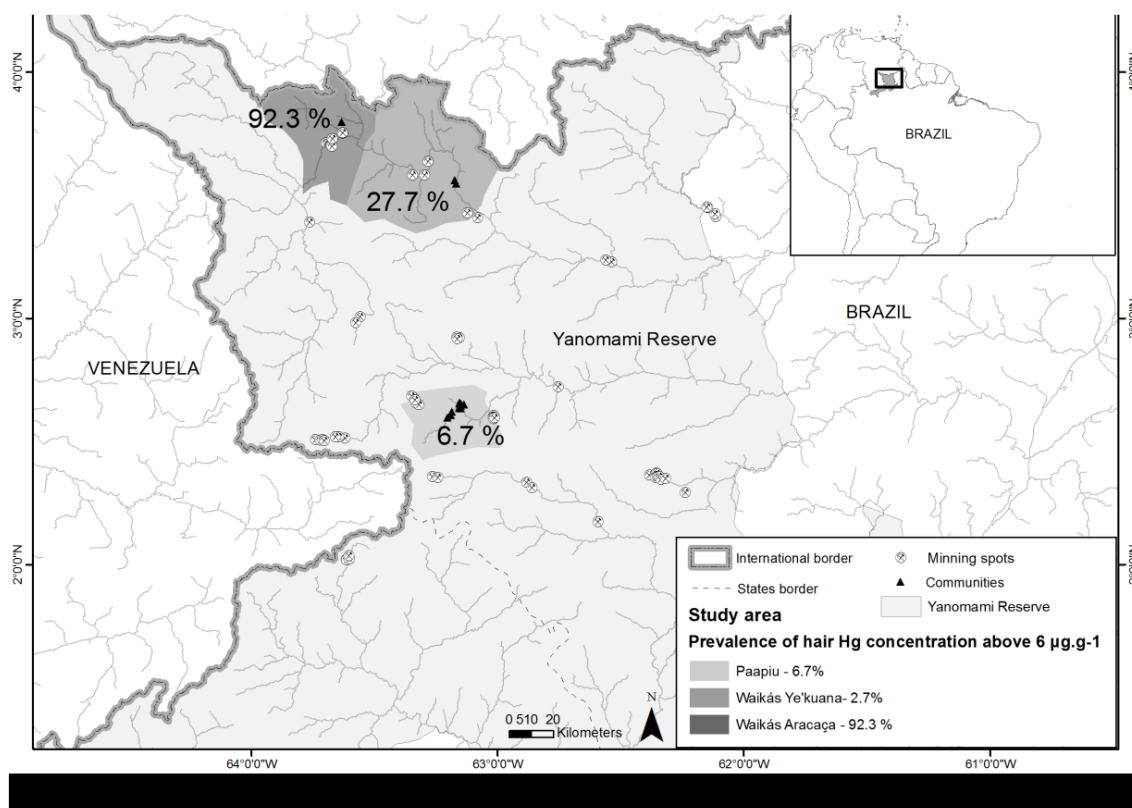 4°0'0"N
4°0'0"N
92.3 %
BRAZIL
27.7 %
3°0'0"N
VENEZUELA
Yanomami Reserve
BRAZIL
6.7 %
2°0'0"N
International border
Minning spots
States border
Communities
Yanomami Reserve
Study area
Prevalence of hair Hg concentration above 6 µg.g-1
Paapiu - 6.7%
Waikás Ye'kuana- 2.7%
Waikás Aracaça - 92.3 %
N
0 510 20
Kilometers
64°0'0"W
63°0'0"W
62°0'0"W
61°0'0"W